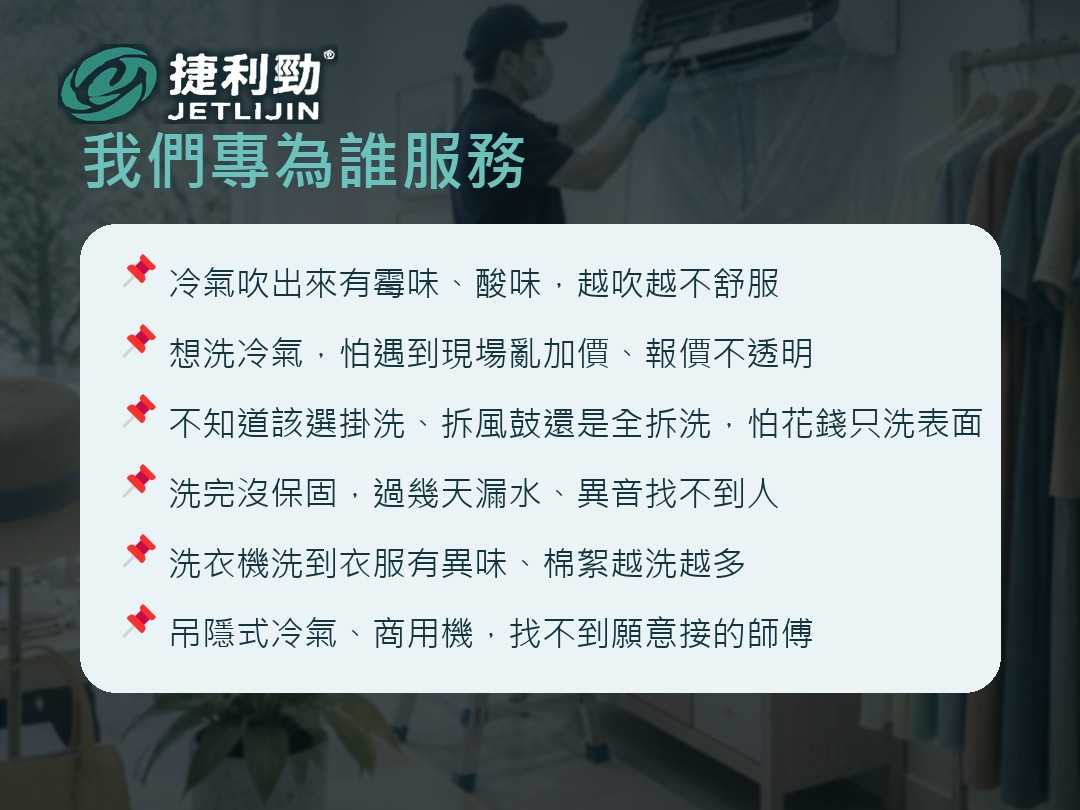 捷利勁®
JETLIJIN
我們專為誰服務
冷氣吹出來有霉味、酸味，越吹越不舒服
想洗冷氣，怕遇到現場亂加價、報價不透明
不知道該選掛洗、拆風鼓還是全拆洗，怕花錢只洗表面
洗完沒保固，過幾天漏水、異音找不到人
洗衣機洗到衣服有異味、棉絮越洗越多
吊隱式冷氣、商用機，找不到願意接的師傅